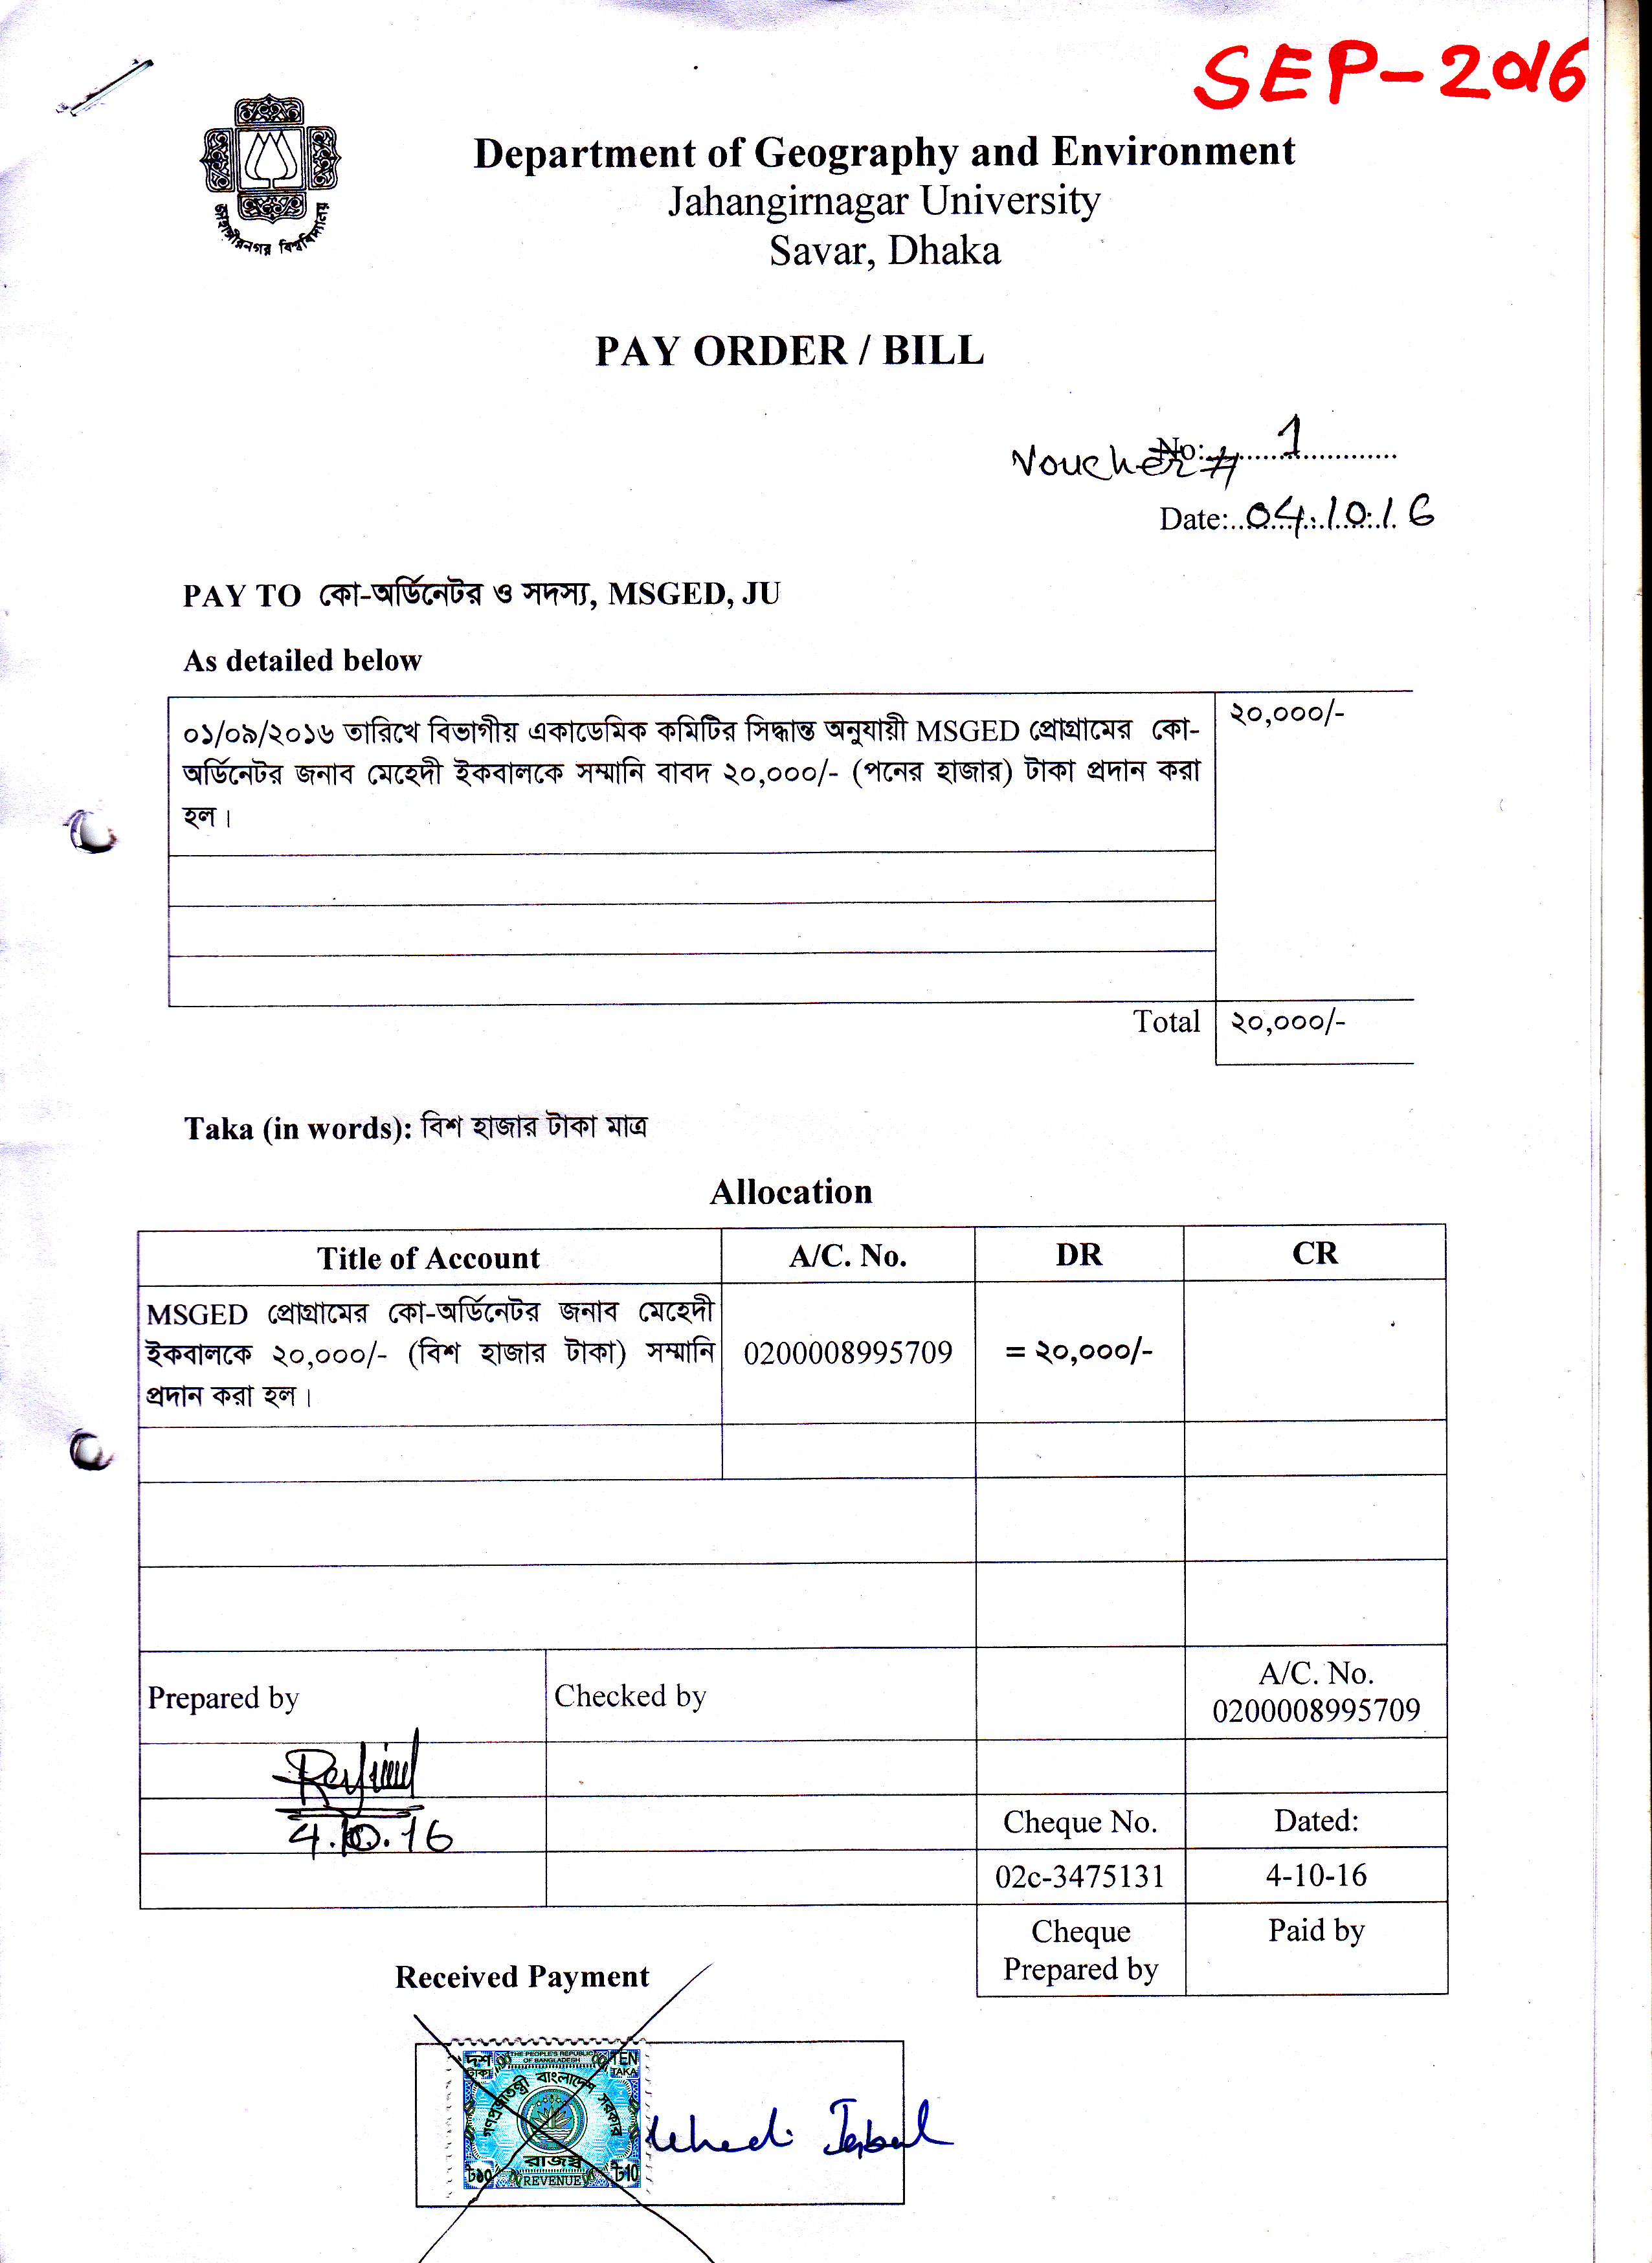 SEP-2016
জাহাঙ্গীরনগর বিশ্ববিদ্যালয়
Department of Geography and Environment
Jahangirnagar University
Savar, Dhaka
PAY ORDER / BILL
Voucher # No:..........1..............
Date:..04.10.16
PAY TO কো-অর্ডিনেটর ও সদস্য, MSGED, JU
As detailed below
০১/০৯/২০১৬ তারিখে বিভাগীয় একাডেমিক কমিটির সিদ্ধান্ত অনুযায়ী MSGED প্রোগ্রামের কো- ২০,০০০/-
অর্ডিনেটর জনাব মেহেদী ইকবালকে সম্মানি বাবদ ২০,০০০/- (পনের হাজার) টাকা প্রদান করা
হল।
Total ২০,০০০/-
Taka (in words): বিশ হাজার টাকা মাত্র
Allocation
Title of Account A/C. No. DR CR
MSGED প্রোগ্রামের কো-অর্ডিনেটর জনাব মেহেদী
ইকবালকে ২০,০০০/- (বিশ হাজার টাকা) সম্মানি 0200008995709 = ২০,০০০/-
প্রদান করা হল।
Prepared by Checked by A/C. No.
0200008995709
4.10.16
Cheque No. Dated:
02c-3475131 4-10-16
Cheque Paid by
Prepared by
Received Payment
দশ টাকা THE PEOPLE'S REPUBLIC OF BANGLADESH TEN TAKA
গণপ্রজাতন্ত্রী বাংলাদেশ সরকার
রাজস্ব
৳১০ REVENUE ৳10
Mehedi Iqbal